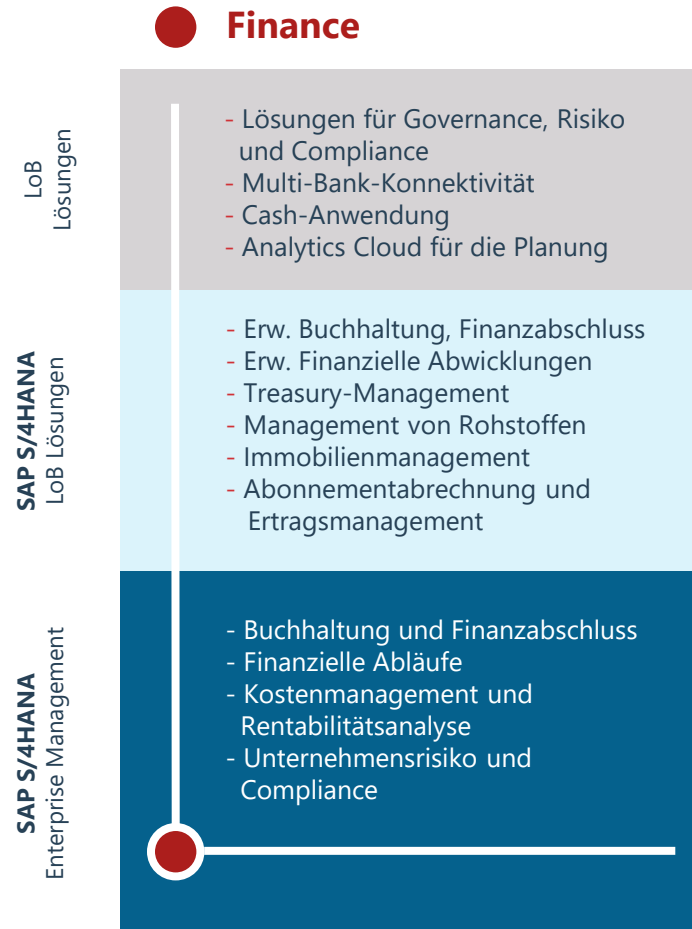 Finance
LoB
Lösungen
- Lösungen für Governance, Risiko
und Compliance
- Multi-Bank-Konnektivität
- Cash-Anwendung
- Analytics Cloud für die Planung
SAP S/4HANA
LoB Lösungen
- Erw. Buchhaltung, Finanzabschluss
- Erw. Finanzielle Abwicklungen
- Treasury-Management
- Management von Rohstoffen
- Immobilienmanagement
- Abonnementabrechnung und
Ertragsmanagement
SAP S/4HANA
Enterprise Management
- Buchhaltung und Finanzabschluss
- Finanzielle Abläufe
- Kostenmanagement und
Rentabilitätsanalyse
- Unternehmensrisiko und
Compliance